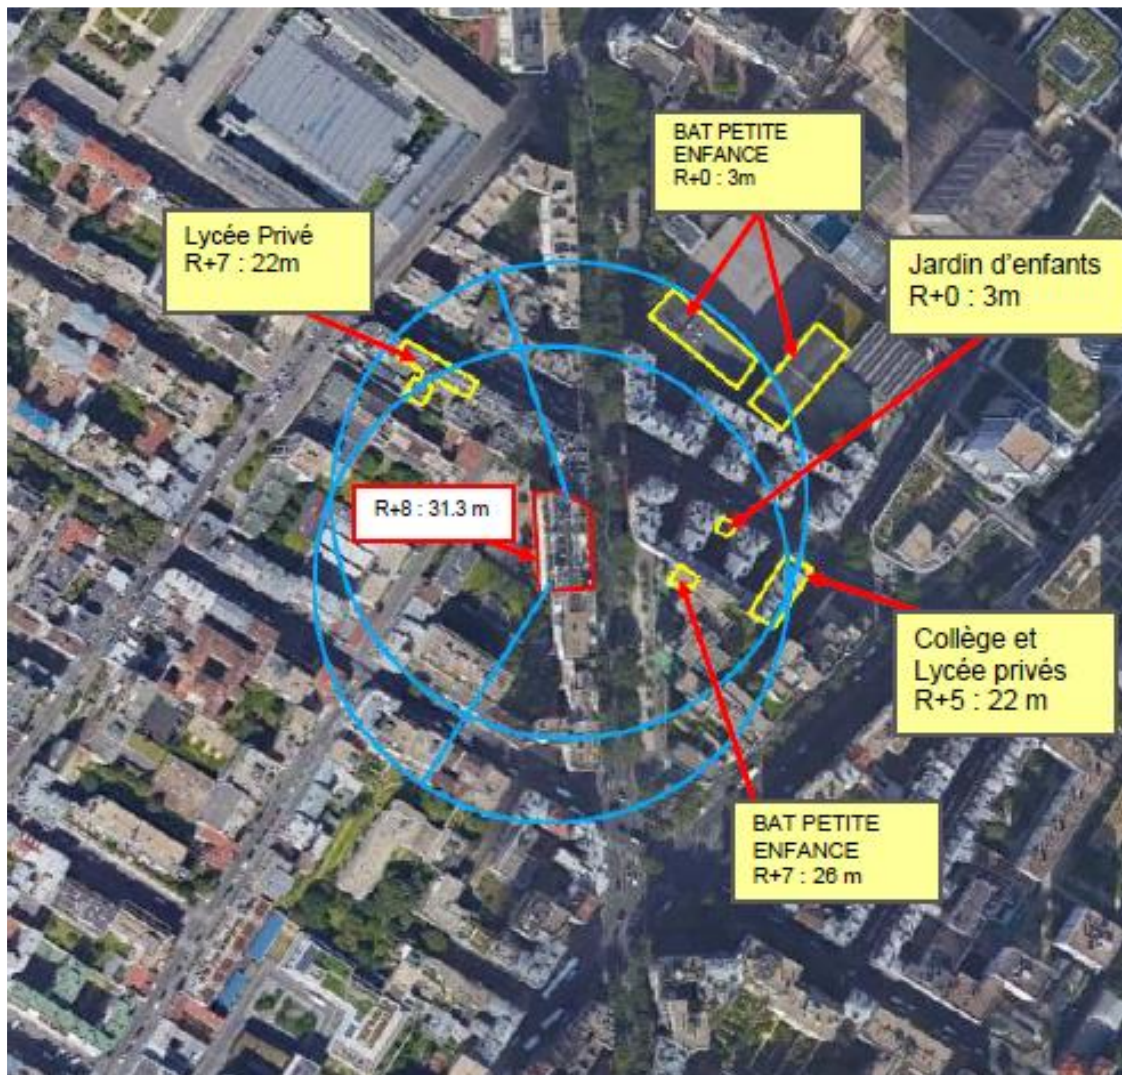 BAT PETITE
ENFANCE
R+0 : 3m
Lycée Privé
R+7 : 22m
Jardin d'enfants
R+0 : 3m
R+8 : 31.3 m
Collège et
Lycée privés
R+5 : 22 m
BAT PETITE
ENFANCE
R+7 : 26 m